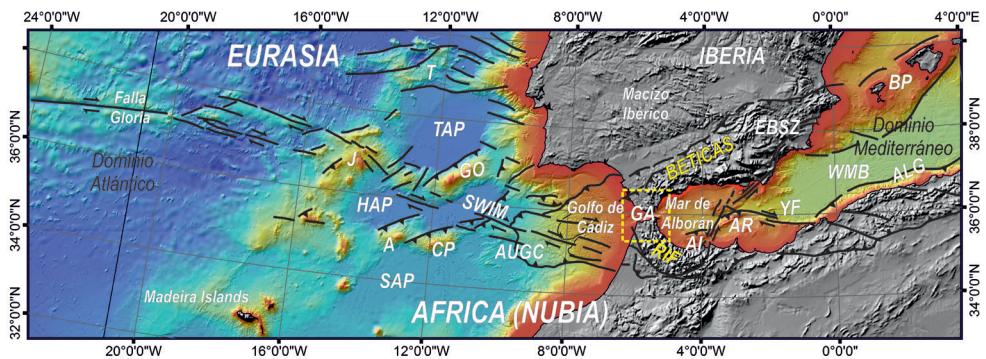 24°0'0"W 20°0'0"W 16°0'0"W 12°0'0"W 8°0'0"W 4°0'0"W 0°0'0" 4°0'0"E
EURASIA
IBERIA
T
BP
Falla
Gloria
Macizo
Ibérico
TAP
EBSZ
Dominio
Mediterráneo
BETICAS
Dominio
Atlántico
J
GO
WMB
ALG
HAP
SWIM
Golfo de
Cádiz
GA
Mar de
Alborán
YF
AR
A
CP
AUGC
AI
RIF
SAP
Madeira Islands
AFRICA (NUBIA)
36°0'0"N
34°0'0"N
32°0'0"N
38°0'0"N
36°0'0"N
34°0'0"N
20°0'0"W 16°0'0"W 12°0'0"W 8°0'0"W 4°0'0"W 0°0'0"